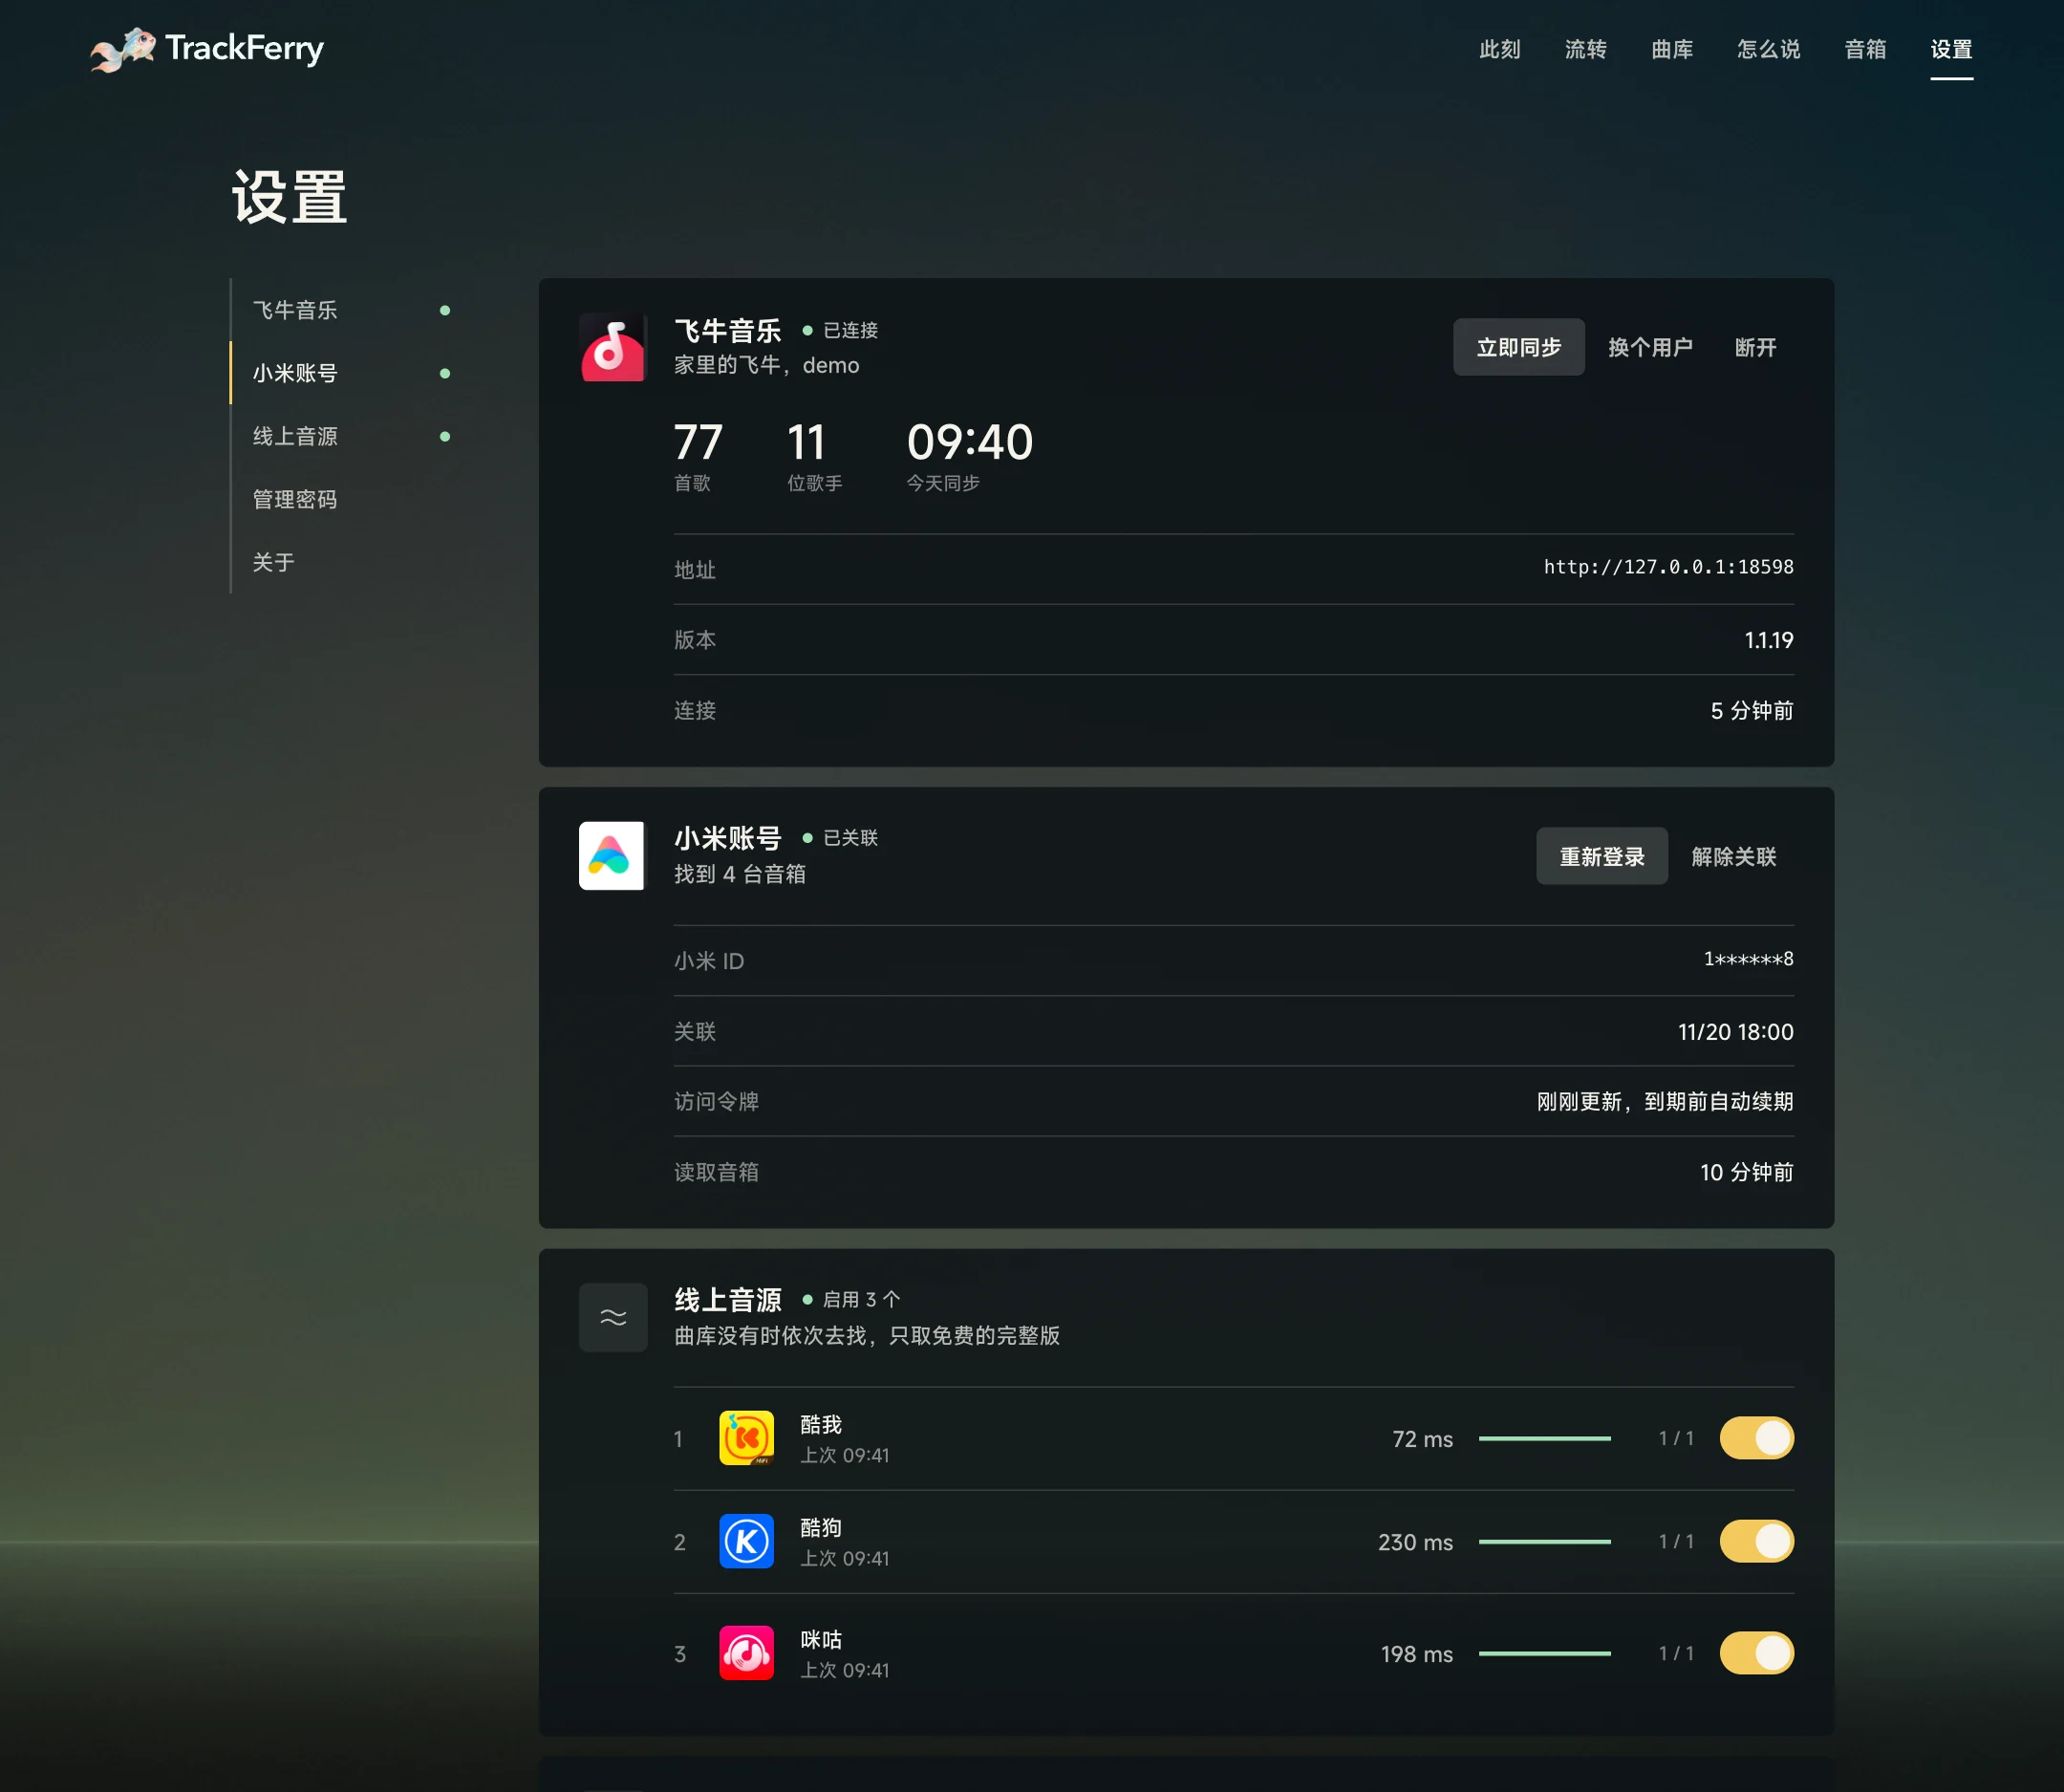 TrackFerry
此刻 流转 曲库 怎么说 音箱 设置
设置
飞牛音乐
小米账号
线上音源
管理密码
关于
飞牛音乐 已连接
家里的飞牛，demo
立即同步 换个用户 断开
77 11 09:40
首歌 位歌手 今天同步
地址 http://127.0.0.1:18598
版本 1.1.19
连接 5 分钟前
小米账号 已关联
找到 4 台音箱
重新登录 解除关联
小米 ID 1******8
关联 11/20 18:00
访问令牌 刚刚更新，到期前自动续期
读取音箱 10 分钟前
线上音源 启用 3 个
曲库没有时依次去找，只取免费的完整版
1 酷我 72 ms 1 / 1
上次 09:41
2 酷狗 230 ms 1 / 1
上次 09:41
3 咪咕 198 ms 1 / 1
上次 09:41